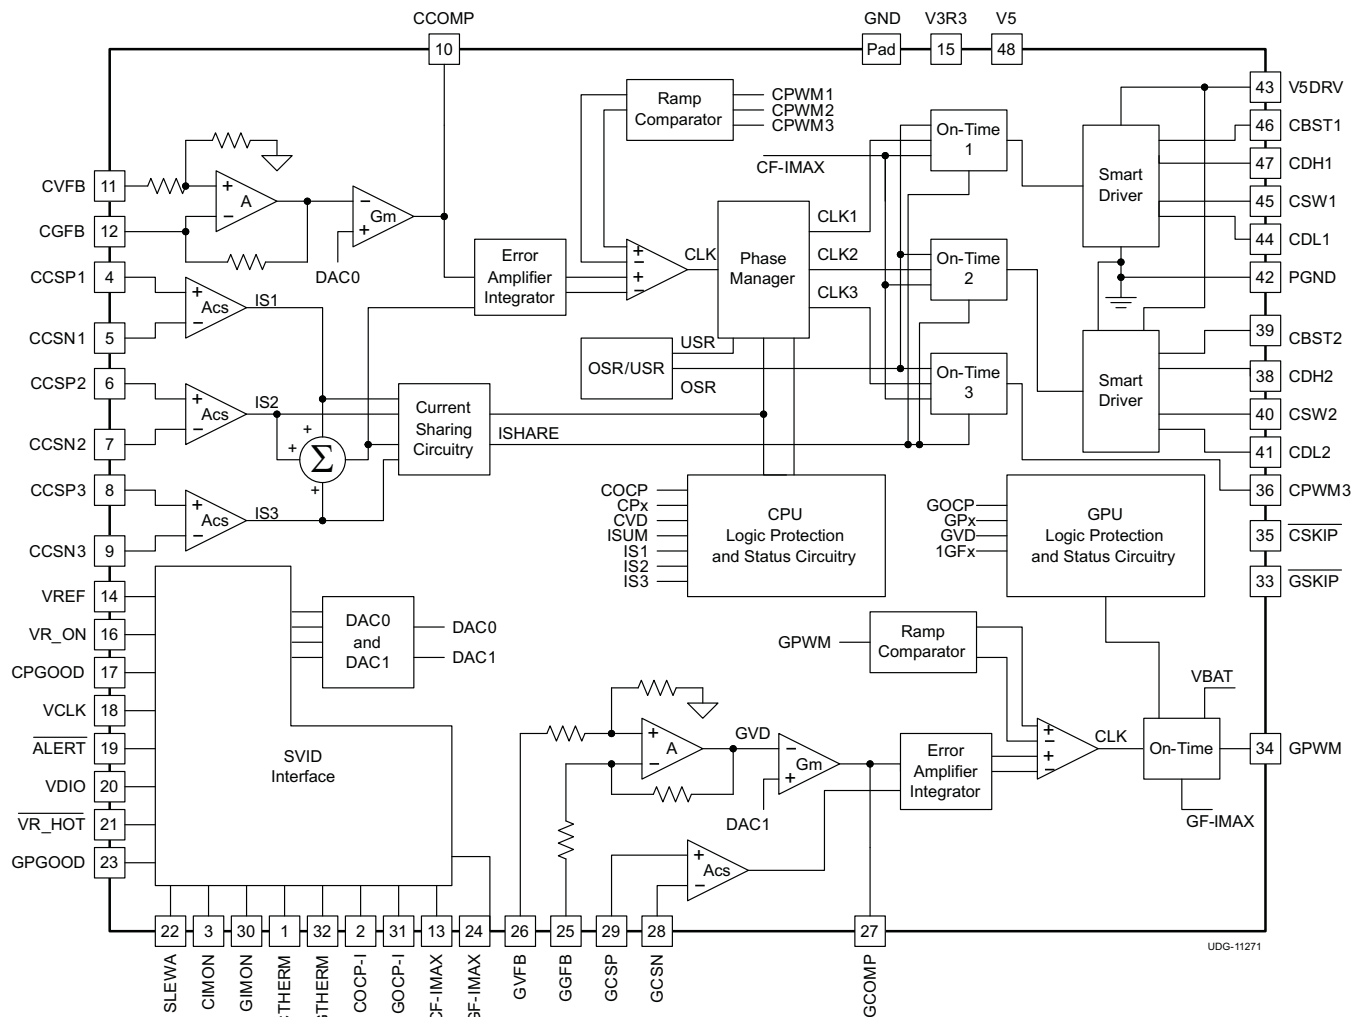 CCOMP
GND
V3R3
V5
10
Pad
15
48
43
V5DRV
Ramp
Comparator
CPWM1
CPWM2
CPWM3
46
CBST1
On-Time
1
CF-IMAX
47
CDH1
Smart
Driver
CVFB
11
+
−
A
45
CSW1
CGFB
12
−
+
Gm
DAC0
44
CDL1
Error
Amplifier
Integrator
+
−
+
−
CLK
Phase
Manager
CLK1
CLK2
CLK3
On-Time
2
42
PGND
CCSP1
4
+
−
Acs
IS1
CCSN1
5
39
CBST2
OSR/USR
USR
OSR
On-Time
3
Smart
Driver
38
CDH2
CCSP2
6
+
−
Acs
IS2
CCSN2
7
+
+
+
Σ
Current
Sharing
Circuitry
ISHARE
40
CSW2
41
CDL2
CCSP3
8
+
−
Acs
IS3
CCSN3
9
36
CPWM3
COCP
CPx
CVD
ISUM
IS1
IS2
IS3
CPU
Logic Protection
and Status Circuitry
GOCP
GPx
GVD
1GFx
GPU
Logic Protection
and Status Circuitry
35
CSKIP
33
GSKIP
VREF
14
VR_ON
16
CPGOOD
17
VCLK
18
ALERT
19
VDIO
20
VR_HOT
21
GPGOOD
23
SVID
Interface
DAC0
and
DAC1
DAC0
DAC1
GPWM
Ramp
Comparator
VBAT
+
−
A
GVD
−
+
Gm
DAC1
Error
Amplifier
Integrator
+
−
+
−
CLK
On-Time
34
GPWM
GF-IMAX
+
−
Acs
22
3
30
1
32
2
31
13
24
26
25
29
28
27
UDG-11271
SLEWA
CIMON
GIMON
THERM
THERM
COCP-I
GOCP-I
CF-IMAX
GF-IMAX
GVFB
GGFB
GCSP
GCSN
GCOMP